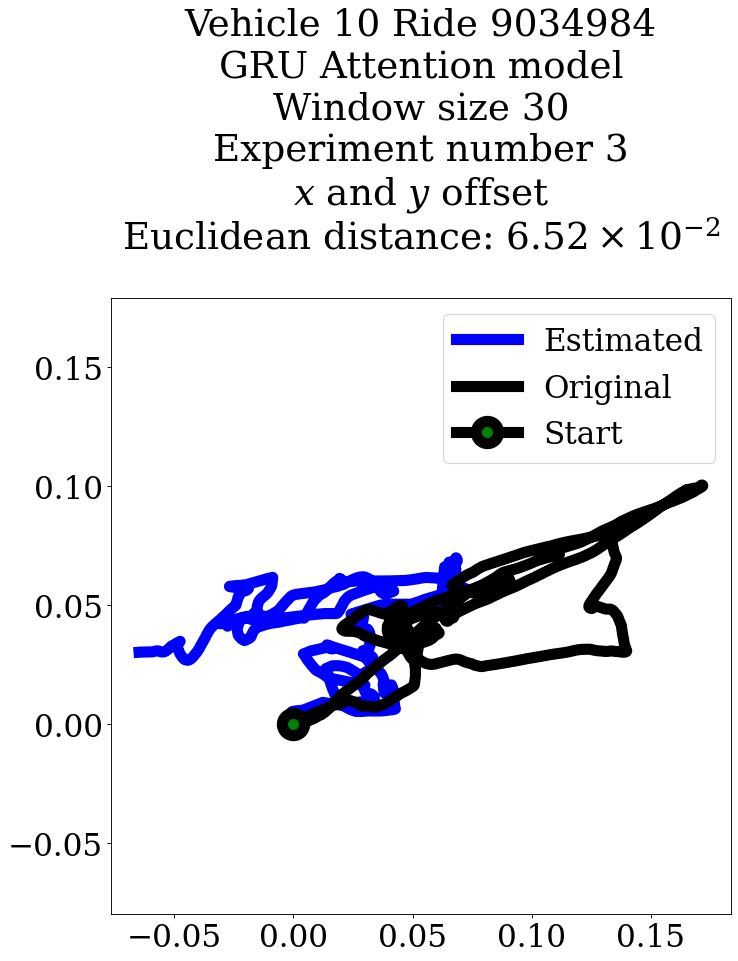 Vehicle 10 Ride 9034984
GRU Attention model
Window size 30
Experiment number 3
x and y offset
Euclidean distance: 6.52 × 10⁻²
Estimated
Original
Start
0.15
0.10
0.05
0.00
−0.05
−0.05 0.00 0.05 0.10 0.15